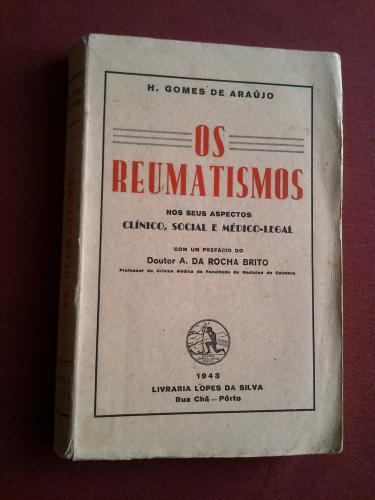 H. GOMES DE ARAÚJO
OS
REUMATISMOS
NOS SEUS ASPECTOS
CLÍNICO, SOCIAL E MÉDICO-LEGAL
COM UM PREFÁCIO DO
Doutor A. DA ROCHA BRITO
Professor de Clínica Médica da Faculdade de Medicina de Coimbra
1943
LIVRARIA LOPES DA SILVA
Rua Chã — Pôrto
OS REUMATISMOS